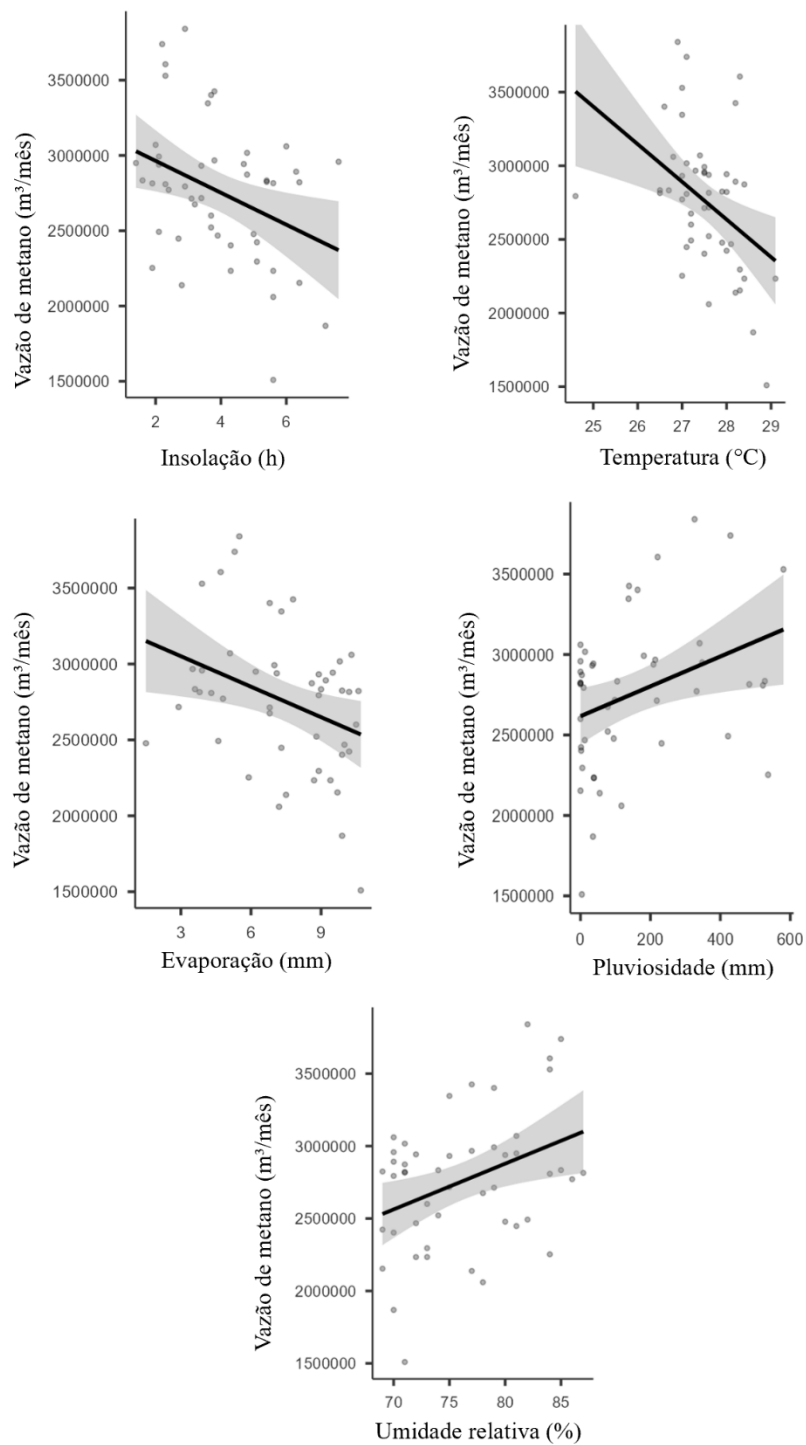 Vazão de metano (m³/mês)
3500000
3000000
2500000
2000000
1500000
2 4 6
Insolação (h)
Vazão de metano (m³/mês)
3500000
3000000
2500000
2000000
1500000
25 26 27 28 29
Temperatura (°C)
Vazão de metano (m³/mês)
3500000
3000000
2500000
2000000
1500000
3 6 9
Evaporação (mm)
Vazão de metano (m³/mês)
3500000
3000000
2500000
2000000
1500000
0 200 400 600
Pluviosidade (mm)
Vazão de metano (m³/mês)
3500000
3000000
2500000
2000000
1500000
70 75 80 85
Umidade relativa (%)